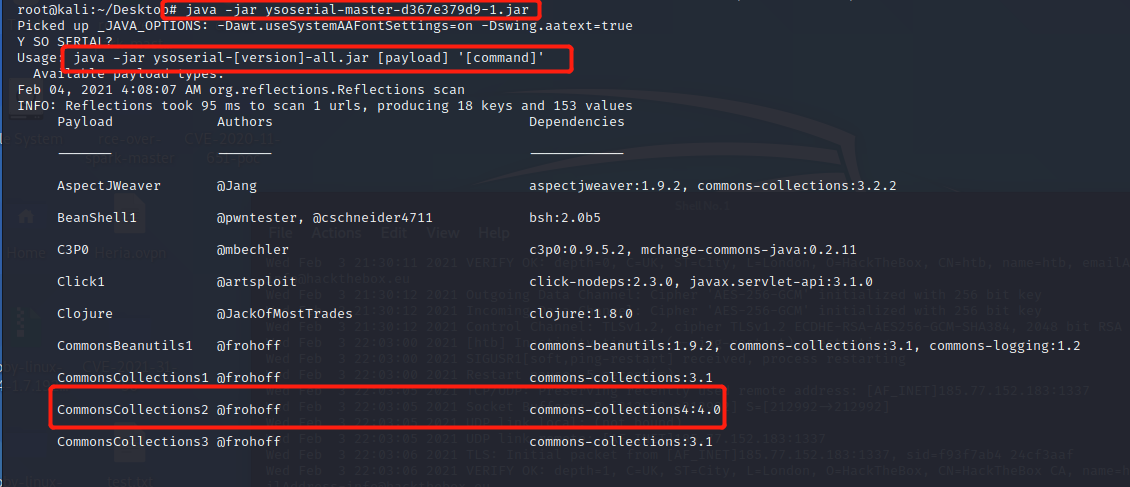 root@kali:~/Desktop# java -jar ysoserial-master-d367e379d9-1.jar
Picked up _JAVA_OPTIONS: -Dawt.useSystemAAFontSettings=on -Dswing.aatext=true
Y SO SERIAL?
Usage: java -jar ysoserial-[version]-all.jar [payload] '[command]'
Available payload types:
Feb 04, 2021 4:08:07 AM org.reflections.Reflections scan
INFO: Reflections took 95 ms to scan 1 urls, producing 18 keys and 153 values
Payload Authors Dependencies
------- ------- ------------
AspectJWeaver @Jang aspectjweaver:1.9.2, commons-collections:3.2.2
BeanShell1 @pwntester, @cschneider4711 bsh:2.0b5
C3P0 @mbechler c3p0:0.9.5.2, mchange-commons-java:0.2.11
Click1 @artsploit click-nodeps:2.3.0, javax.servlet-api:3.1.0
Clojure @JackOfMostTrades clojure:1.8.0
CommonsBeanutils1 @frohoff commons-beanutils:1.9.2, commons-collections:3.1, commons-logging:1.2
CommonsCollections1 @frohoff commons-collections:3.1
CommonsCollections2 @frohoff commons-collections4:4.0
CommonsCollections3 @frohoff commons-collections:3.1